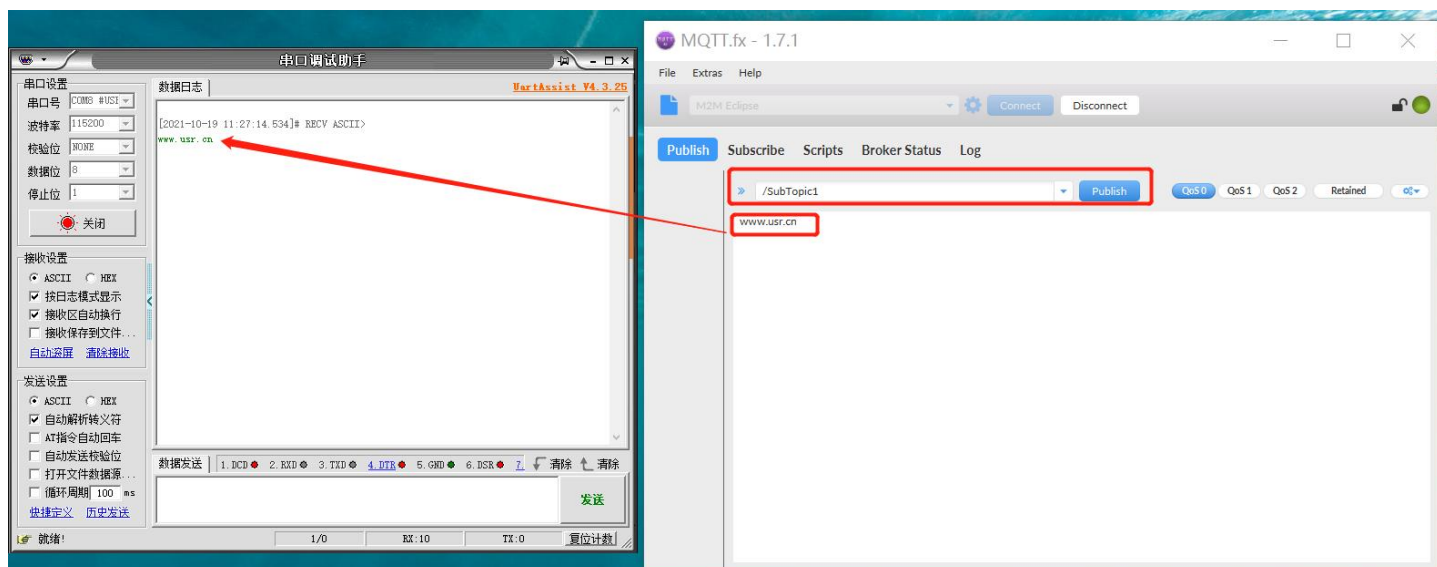 串口调试助手
串口设置
串口号 COM8 #USI
波特率 115200
校验位 NONE
数据位 8
停止位 1
关闭
接收设置
ASCII HEX
按日志模式显示
接收区自动换行
接收保存到文件...
自动滚屏 清除接收
发送设置
ASCII HEX
自动解析转义符
AT指令自动回车
自动发送校验位
打开文件数据源...
循环周期 100 ms
快捷定义 历史发送
数据日志 UartAssist V4.3.25
[2021-10-19 11:27:14.534]# RECV ASCII>
www.usr.cn
数据发送 1.DCD 2.RXD 3.TXD 4.DTR 5.GND 6.DSR 7. 清除 清除
发送
就绪! 1/0 RX:10 TX:0 复位计数
MQTT.fx - 1.7.1
File Extras Help
M2M Eclipse Connect Disconnect
Publish Subscribe Scripts Broker Status Log
/SubTopic1 Publish QoS 0 QoS 1 QoS 2 Retained
www.usr.cn